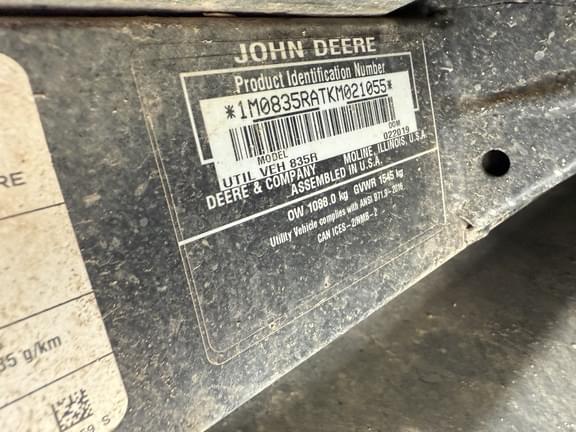 JOHN DEERE
Product Identification Number
*1M0835RATKM021055*
MODEL
DOM
UTIL VEH 835R
022019
DEERE & COMPANY MOLINE, ILLINOIS, U.S.A.
ASSEMBLED IN U.S.A.
OW 1098.0 kg GVWR 1545 kg
Utility Vehicle complies with ANSI B71.9-2016
CAN ICES-2/NMB-2
RE
35 g/km
59 S